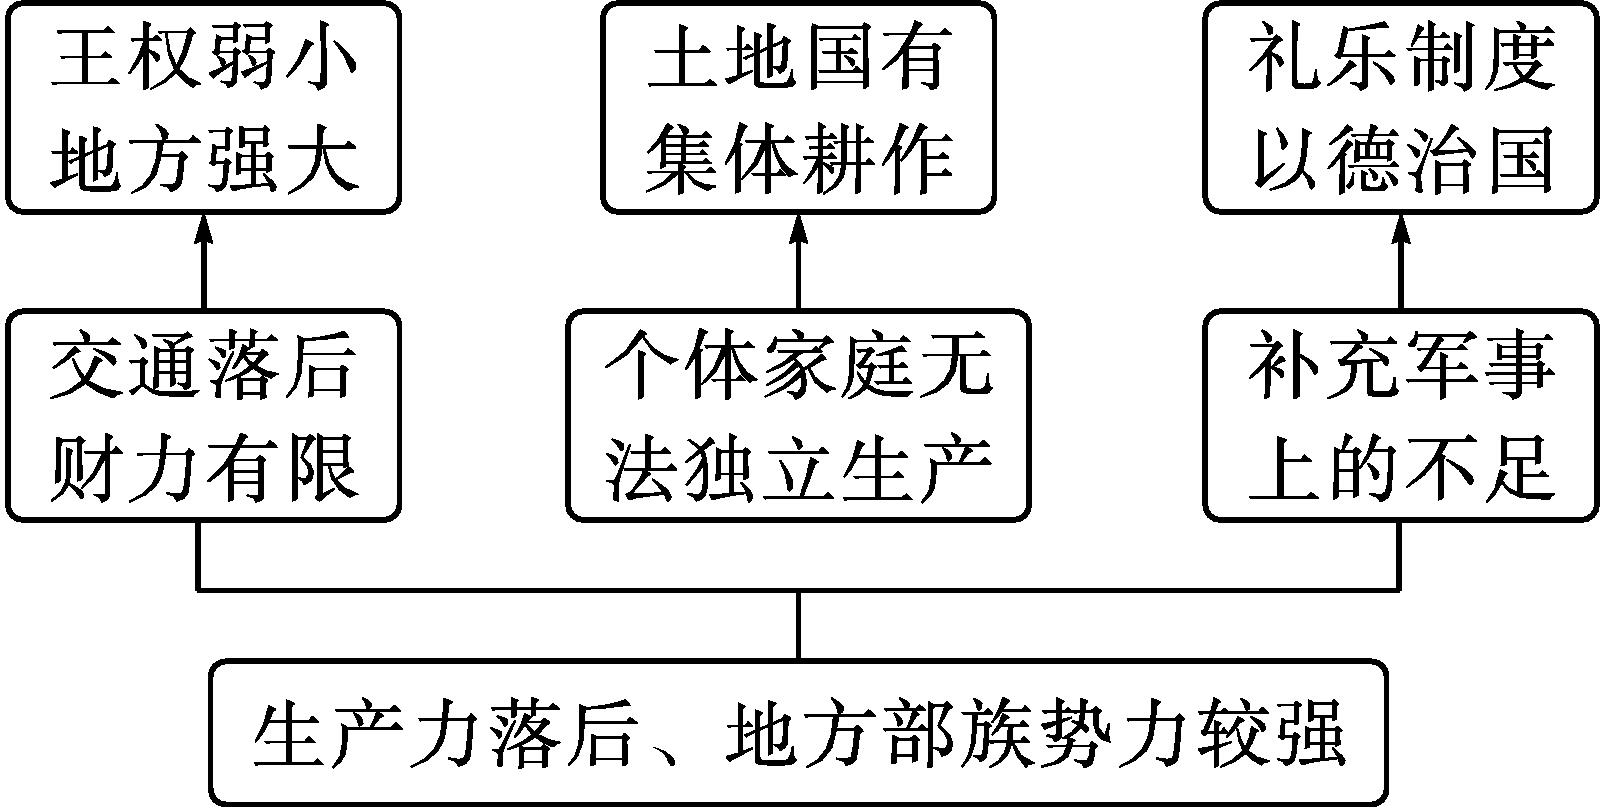 王权弱小
地方强大
土地国有
集体耕作
礼乐制度
以德治国
交通落后
财力有限
个体家庭无
法独立生产
补充军事
上的不足
生产力落后、地方部族势力较强